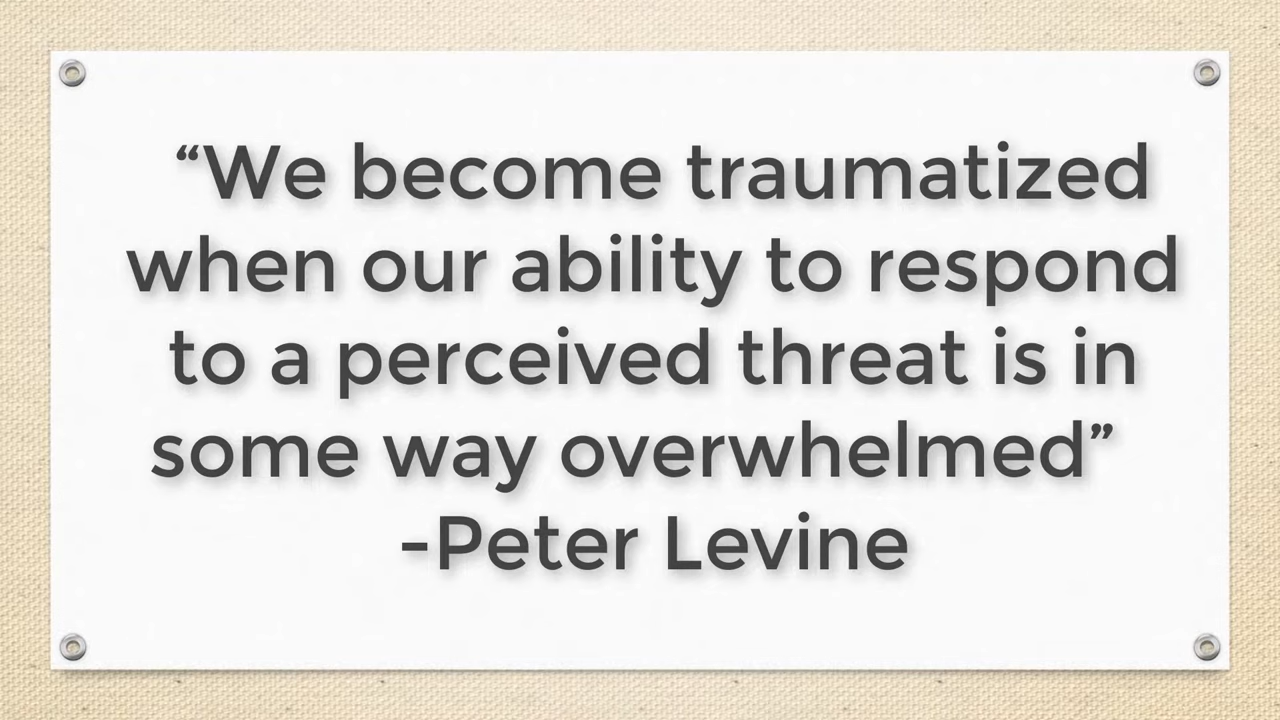 “We become traumatized
when our ability to respond
to a perceived threat is in
some way overwhelmed”
-Peter Levine